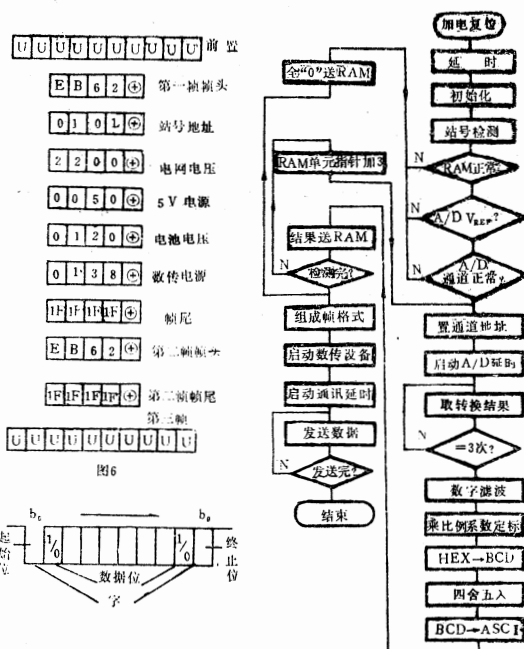 U U U U U U U U U U 前置
E B 6 2 ⊕ 第一帧帧头
0 1 0 L ⊕ 站号地址
2 2 0 0 ⊕ 电网电压
0 0 5 0 ⊕ 5V电源
0 1 2 0 ⊕ 电池电压
0 1 3 8 ⊕ 数传电源
1F 1F 1F 1F ⊕ 帧尾
E B 6 2 ⊕ 第二帧帧头
1F 1F 1F 1F ⊕ 第二帧帧尾
第三帧
U U U U U U U U U U
图6
起始位
1/0
1/0
终止位
数据位
字
全“0”送RAM
RAM单元指针加3
结果送RAM
检测完?
N
组成帧格式
启动数传设备
启动通讯延时
发送数据
N
发送完?
结束
加电复位
延时
初始化
站号检测
N
RAM正常?
N
A/D VREF?
N
A/D
通道正常?
置通道地址
启动A/D延时
取转换结果
N
=3次?
数字滤波
乘比例系数定标
HEX→BCD
四舍五入
BCD→ASCⅡ